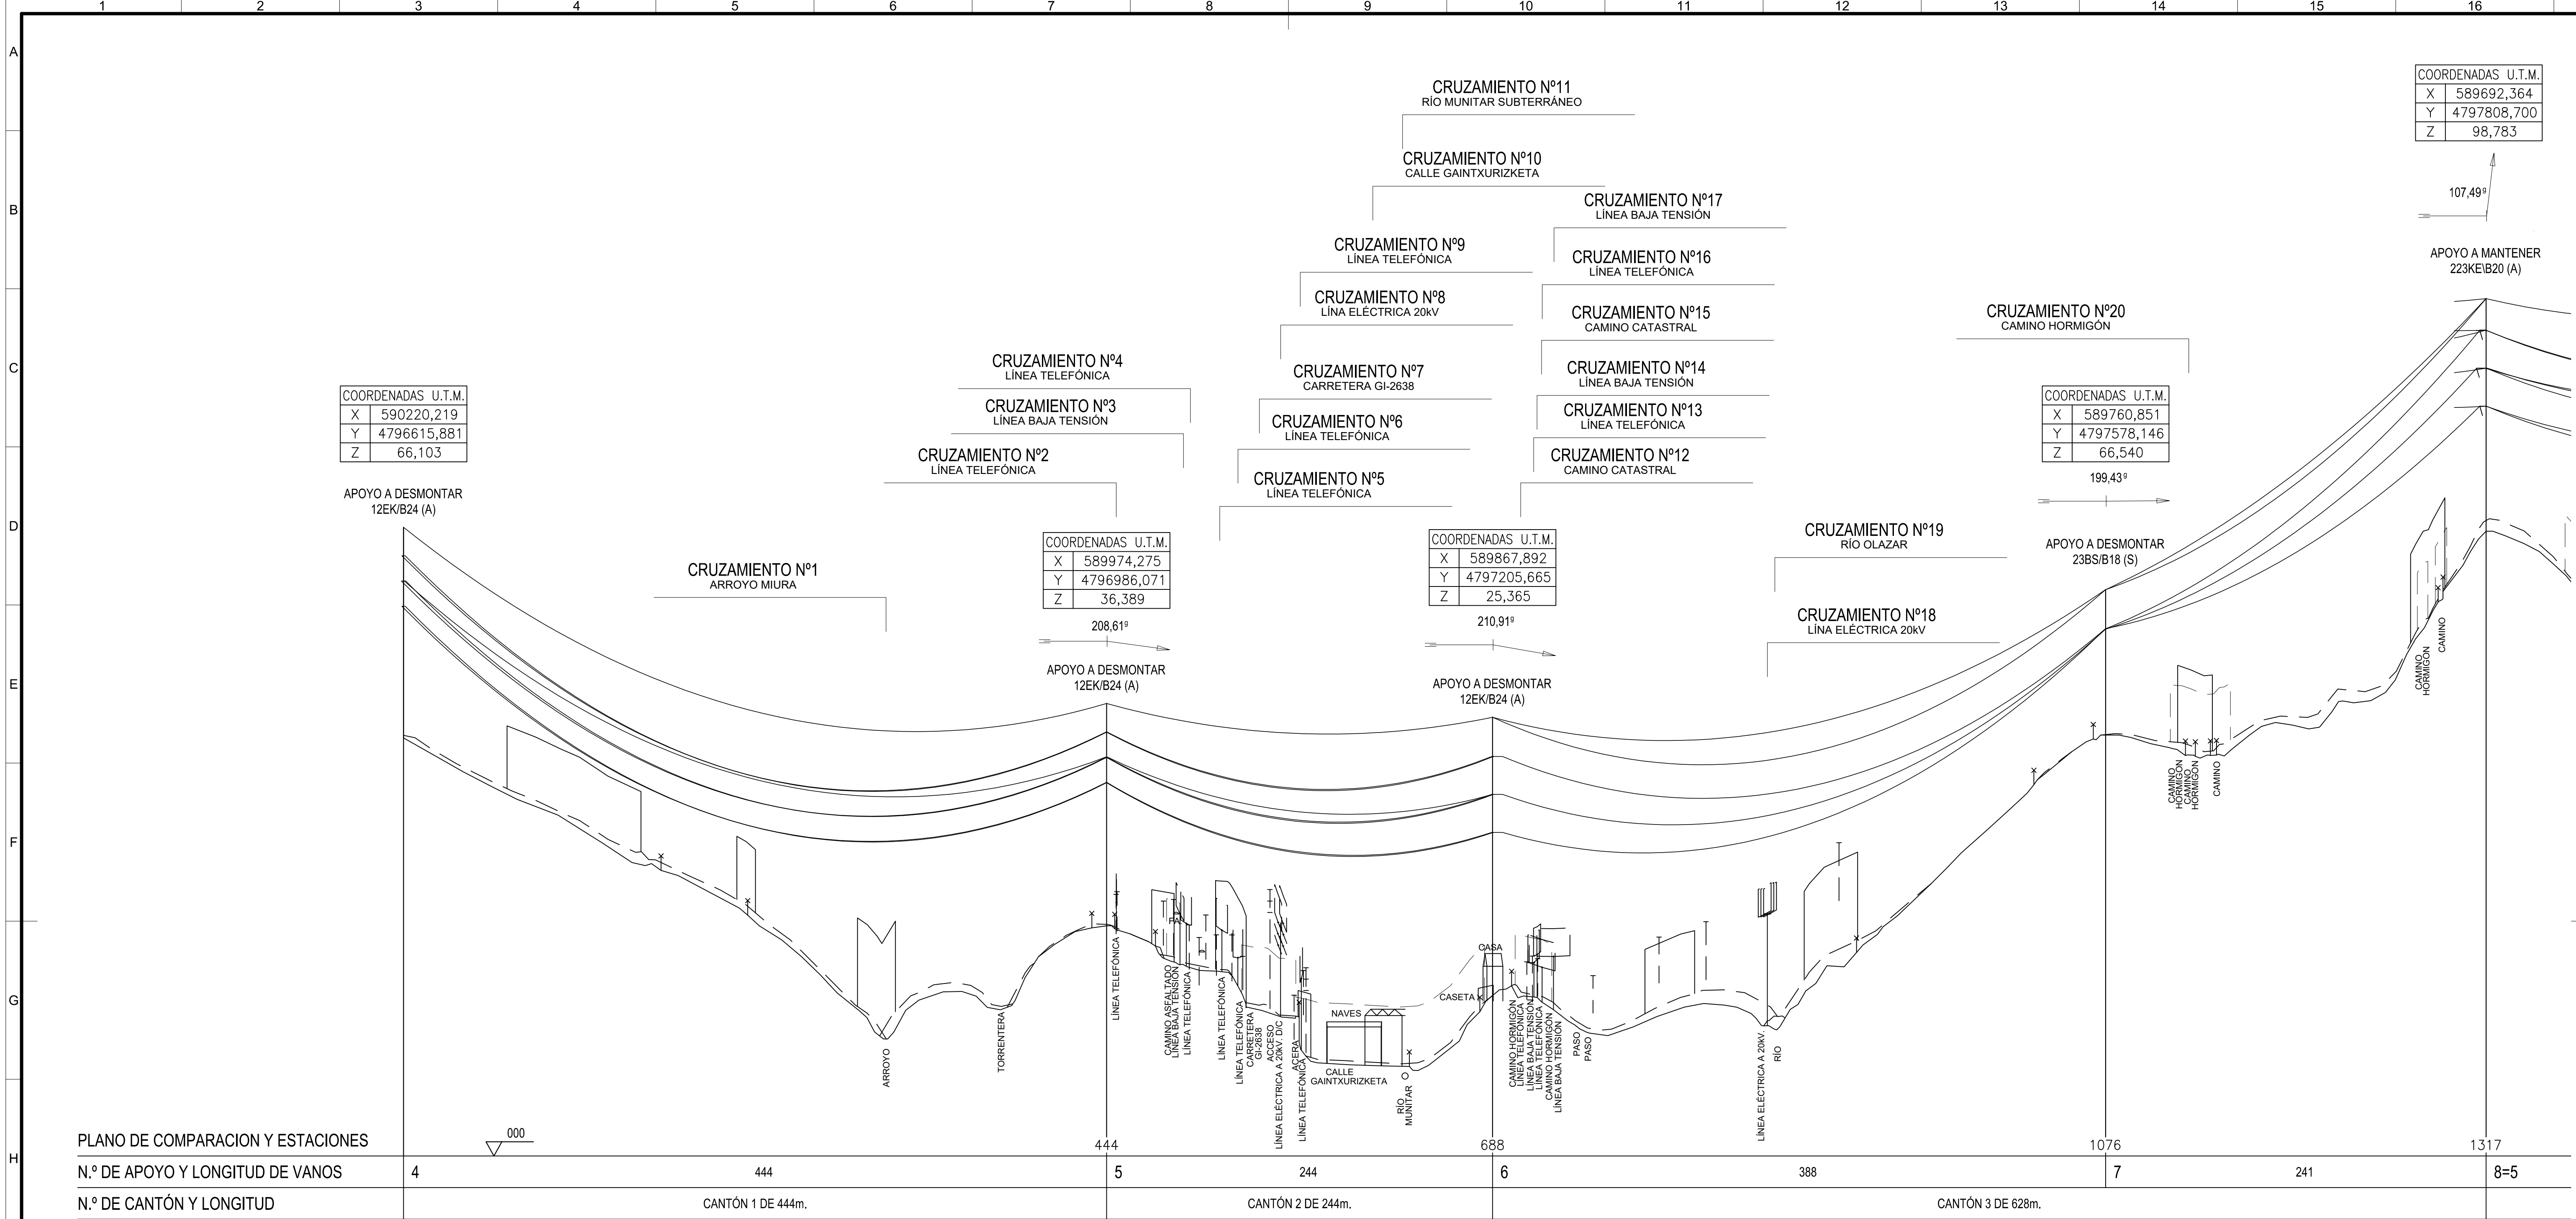 1 2 3 4 5 6 7 8 9 10 11 12 13 14 15 16
A
B
C
D
E
F
G
H
CRUZAMIENTO Nº11
RÍO MUNITAR SUBTERRÁNEO
CRUZAMIENTO Nº10
CALLE GAINTXURIZKETA
CRUZAMIENTO Nº9
LÍNEA TELEFÓNICA
CRUZAMIENTO Nº8
LÍNA ELÉCTRICA 20kV
CRUZAMIENTO Nº7
CARRETERA GI-2638
CRUZAMIENTO Nº6
LÍNEA TELEFÓNICA
CRUZAMIENTO Nº5
LÍNEA TELEFÓNICA
CRUZAMIENTO Nº17
LÍNEA BAJA TENSIÓN
CRUZAMIENTO Nº16
LÍNEA TELEFÓNICA
CRUZAMIENTO Nº15
CAMINO CATASTRAL
CRUZAMIENTO Nº14
LÍNEA BAJA TENSIÓN
CRUZAMIENTO Nº13
LÍNEA TELEFÓNICA
CRUZAMIENTO Nº12
CAMINO CATASTRAL
CRUZAMIENTO Nº4
LÍNEA TELEFÓNICA
CRUZAMIENTO Nº3
LÍNEA BAJA TENSIÓN
CRUZAMIENTO Nº2
LÍNEA TELEFÓNICA
CRUZAMIENTO Nº1
ARROYO MIURA
CRUZAMIENTO Nº20
CAMINO HORMIGÓN
CRUZAMIENTO Nº19
RÍO OLAZAR
CRUZAMIENTO Nº18
LÍNA ELÉCTRICA 20kV
COORDENADAS U.T.M.
X 590220,219
Y 4796615,881
Z 66,103
APOYO A DESMONTAR
12EK/B24 (A)
COORDENADAS U.T.M.
X 589974,275
Y 4796986,071
Z 36,389
208,61g
APOYO A DESMONTAR
12EK/B24 (A)
COORDENADAS U.T.M.
X 589867,892
Y 4797205,665
Z 25,365
210,91g
APOYO A DESMONTAR
12EK/B24 (A)
COORDENADAS U.T.M.
X 589760,851
Y 4797578,146
Z 66,540
199,43g
APOYO A DESMONTAR
23BS/B18 (S)
COORDENADAS U.T.M.
X 589692,364
Y 4797808,700
Z 98,783
107,49g
APOYO A MANTENER
223KE\B20 (A)
ARROYO
TORRENTERA
LÍNEA TELEFÓNICA
CAMINO ASFALTADO
LÍNEA BAJA TENSIÓN
LÍNEA TELEFÓNICA
LÍNEA TELEFÓNICA
LÍNEA TELEFÓNICA
CARRETERA
GI-2638
ACCESO
LÍNEA ELÉCTRICA A 20kV. D/C
ACERA
LÍNEA TELEFÓNICA
NAVES
CALLE
GAINTXURIZKETA
RÍO
MUNITAR
CASETA
CASA
CAMINO HORMIGÓN
LÍNEA TELEFÓNICA
LÍNEA BAJA TENSIÓN
LÍNEA TELEFÓNICA
CAMINO HORMIGÓN
LÍNEA BAJA TENSIÓN
PASO
PASO
LÍNEA ELÉCTRICA A 20kV.
RÍO
CAMINO
HORMIGÓN
CAMINO
HORMIGÓN
CAMINO
CAMINO
HORMIGÓN
CAMINO
PLANO DE COMPARACION Y ESTACIONES 000 444 688 1076 1317
N.º DE APOYO Y LONGITUD DE VANOS 4 444 5 244 6 388 7 241 8=5
N.º DE CANTÓN Y LONGITUD CANTÓN 1 DE 444m. CANTÓN 2 DE 244m. CANTÓN 3 DE 628m.